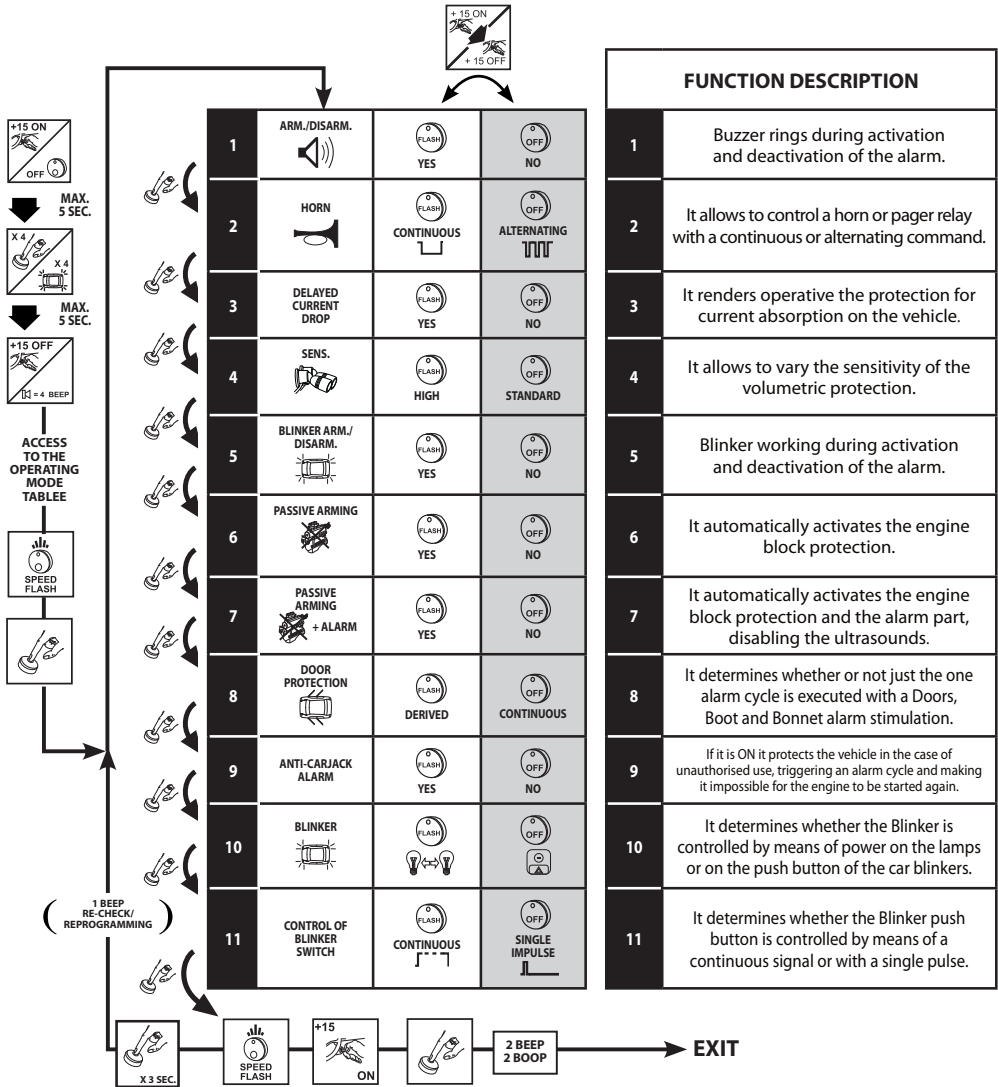 + 15 ON
+ 15 OFF
+15 ON
OFF
MAX.
5 SEC.
X 4
X 4
MAX.
5 SEC.
+15 OFF
= 4 BEEP
ACCESS
TO THE
OPERATING
MODE
TABLEE
SPEED
FLASH
1
ARM./DISARM.
FLASH
YES
OFF
NO
2
HORN
FLASH
CONTINUOUS
OFF
ALTERNATING
3
DELAYED
CURRENT
DROP
FLASH
YES
OFF
NO
4
SENS.
FLASH
HIGH
OFF
STANDARD
5
BLINKER ARM./
DISARM.
FLASH
YES
OFF
NO
6
PASSIVE ARMING
FLASH
YES
OFF
NO
7
PASSIVE
ARMING
+ ALARM
FLASH
YES
OFF
NO
8
DOOR
PROTECTION
FLASH
DERIVED
OFF
CONTINUOUS
9
ANTI-CARJACK
ALARM
FLASH
YES
OFF
NO
10
BLINKER
FLASH
OFF
11
CONTROL OF
BLINKER
SWITCH
FLASH
CONTINUOUS
OFF
SINGLE
IMPULSE
FUNCTION DESCRIPTION
1
Buzzer rings during activation
and deactivation of the alarm.
2
It allows to control a horn or pager relay
with a continuous or alternating command.
3
It renders operative the protection for
current absorption on the vehicle.
4
It allows to vary the sensitivity of the
volumetric protection.
5
Blinker working during activation
and deactivation of the alarm.
6
It automatically activates the engine
block protection.
7
It automatically activates the engine
block protection and the alarm part,
disabling the ultrasounds.
8
It determines whether or not just the one
alarm cycle is executed with a Doors,
Boot and Bonnet alarm stimulation.
9
If it is ON it protects the vehicle in the case of
unauthorised use, triggering an alarm cycle and making
it impossible for the engine to be started again.
10
It determines whether the Blinker is
controlled by means of power on the lamps
or on the push button of the car blinkers.
11
It determines whether the Blinker push
button is controlled by means of a
continuous signal or with a single pulse.
( 1 BEEP
RE-CHECK/
REPROGRAMMING )
X 3 SEC.
SPEED
FLASH
+15
ON
2 BEEP
2 BOOP
EXIT